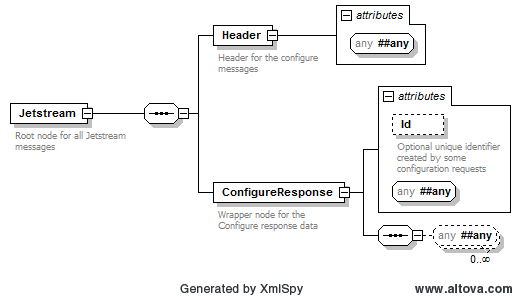 attributes
any ##any
Header
Header for the configure
messages
Jetstream
Root node for all Jetstream
messages
attributes
Id
Optional unique identifier
created by some
configuration requests
any ##any
ConfigureResponse
Wrapper node for the
Configure response data
any ##any
0..∞
Generated by XmlSpy
www.altova.com